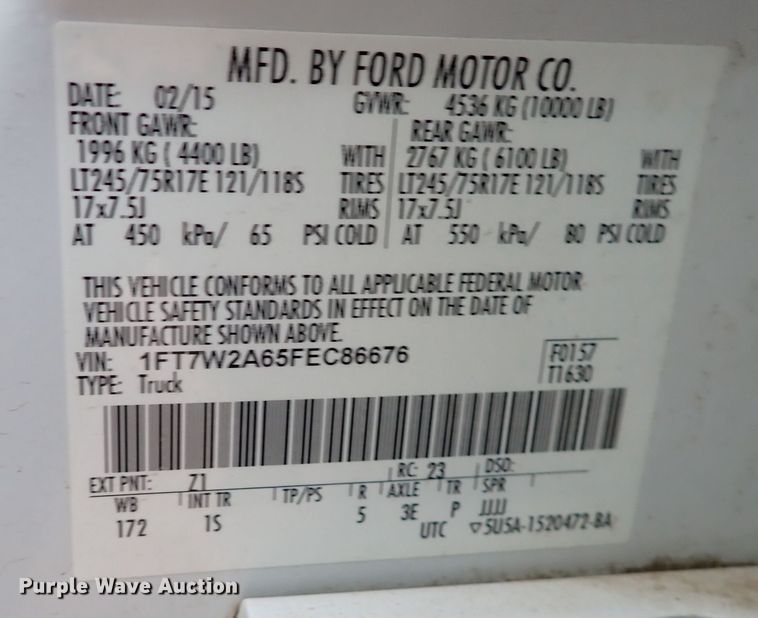 MFD. BY FORD MOTOR CO.
DATE: 02/15 GVWR: 4536 KG (10000 LB)
FRONT GAWR: REAR GAWR:
1996 KG ( 4400 LB) WITH 2767 KG ( 6100 LB) WITH
LT245/75R17E 121/118S TIRES LT245/75R17E 121/118S TIRES
17x7.5J RIMS 17x7.5J RIMS
AT 450 kPa/ 65 PSI COLD AT 550 kPa/ 80 PSI COLD
THIS VEHICLE CONFORMS TO ALL APPLICABLE FEDERAL MOTOR
VEHICLE SAFETY STANDARDS IN EFFECT ON THE DATE OF
MANUFACTURE SHOWN ABOVE.
VIN: 1FT7W2A65FEC86676 F0157
TYPE: Truck T1630
EXT PNT: Z1 RC: 23 DSO:
WB INT TR TP/PS R AXLE TR SPR
172 1S 5 3E P JJJJ
UTC ▽5U5A-1520472-BA
Purple Wave Auction